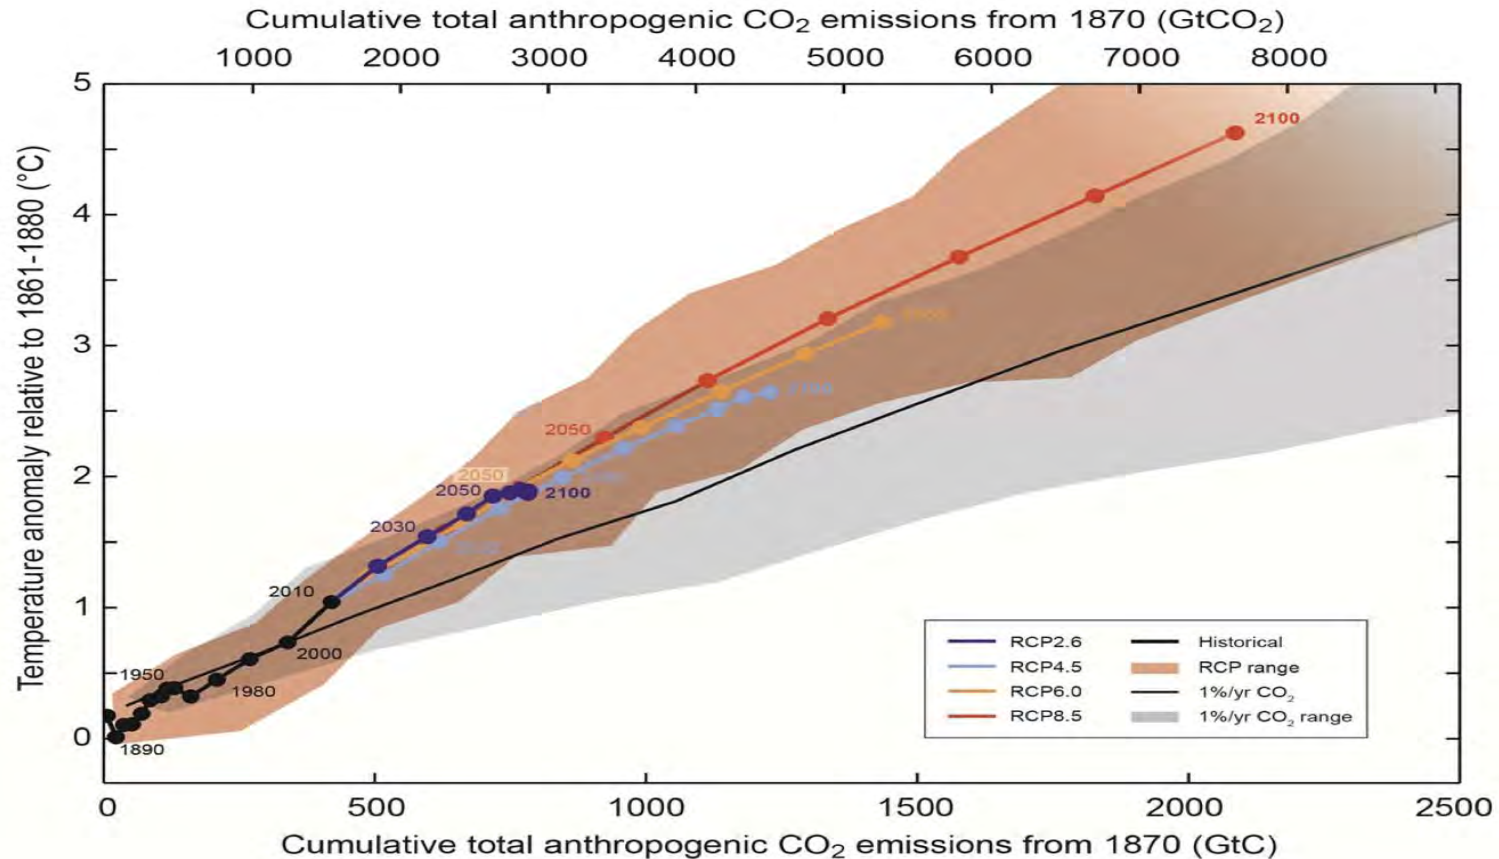 Cumulative total anthropogenic CO₂ emissions from 1870 (GtCO₂)
1000 2000 3000 4000 5000 6000 7000 8000
5
4
3
2
1
0
Temperature anomaly relative to 1861-1880 (°C)
2100
2050
2050
2050
2100
2030
2010
2000
1950
1980
1890
RCP2.6
RCP4.5
RCP6.0
RCP8.5
Historical
RCP range
1%/yr CO₂
1%/yr CO₂ range
0 500 1000 1500 2000 2500
Cumulative total anthropogenic CO₂ emissions from 1870 (GtC)